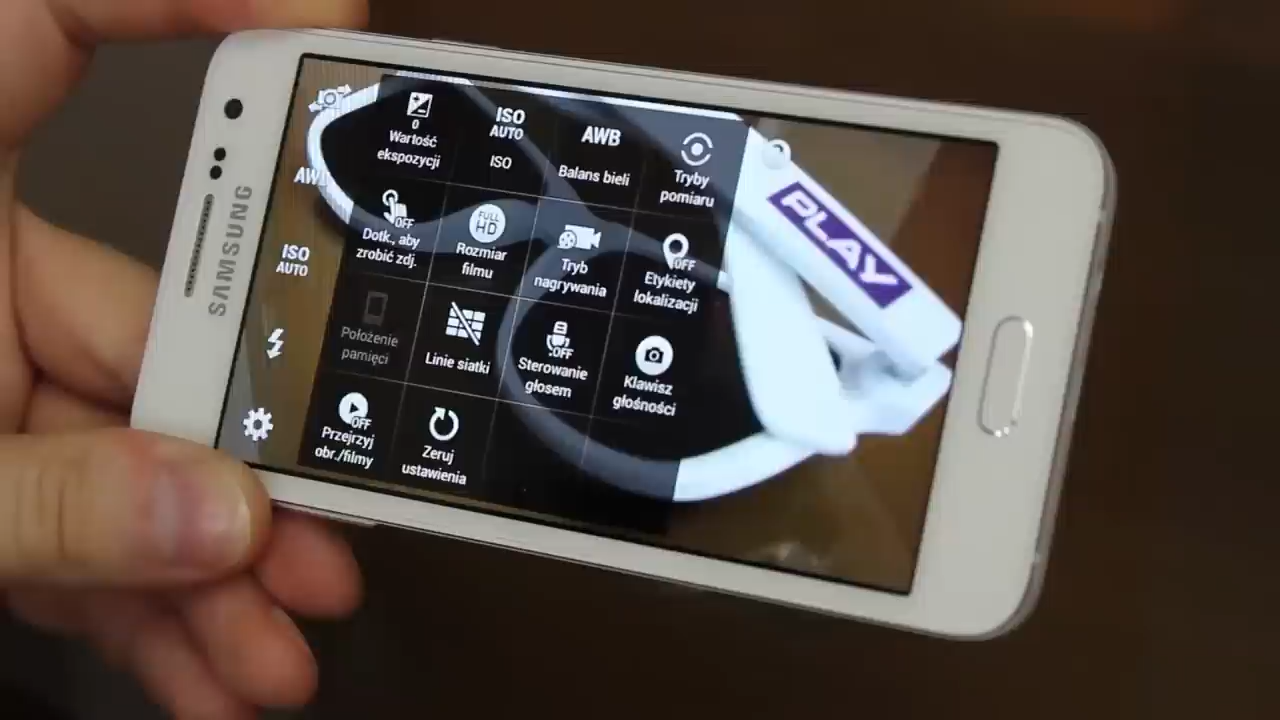 SAMSUNG
AW
ISO
AUTO
0
Wartość
ekspozycji
ISO
AUTO
ISO
AWB
Balans bieli
Tryby
pomiaru
OFF
Dotk., aby
zrobić zdj.
FULL
HD
Rozmiar
filmu
Tryb
nagrywania
OFF
Etykiety
lokalizacji
Położenie
pamięci
Linie siatki
OFF
Sterowanie
głosem
Klawisz
głośności
OFF
Przejrzyj
obr./filmy
Zeruj
ustawienia
PLAY